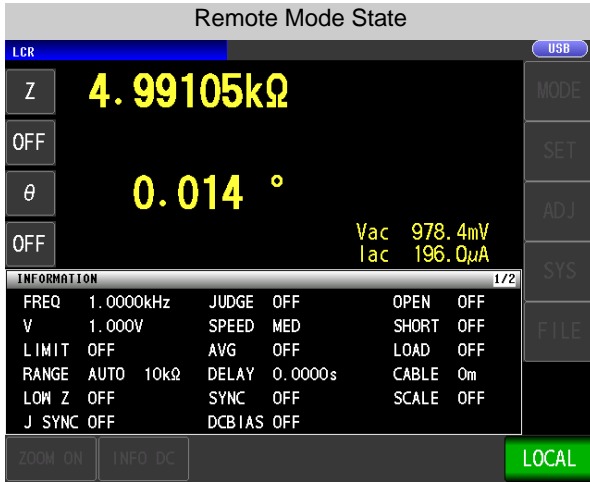 Remote Mode State
LCR USB
Z 4.99105kΩ MODE
OFF SET
θ 0.014 ° ADJ
OFF Vac 978.4mV
Iac 196.0μA SYS
INFORMATION 1/2
FREQ 1.0000kHz JUDGE OFF OPEN OFF
V 1.000V SPEED MED SHORT OFF FILE
LIMIT OFF AVG OFF LOAD OFF
RANGE AUTO 10kΩ DELAY 0.0000s CABLE 0m
LOW Z OFF SYNC OFF SCALE OFF
J SYNC OFF DCBIAS OFF
ZOOM ON INFO DC LOCAL